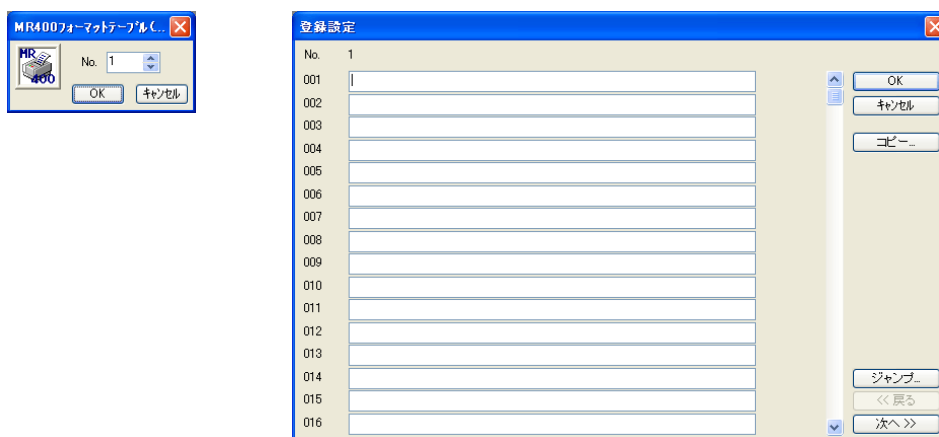 MR400フォーマットテーブル(..
MR
400
No. 1
OK
キャンセル
登録設定
No. 1
001
002
003
004
005
006
007
008
009
010
011
012
013
014
015
016
OK
キャンセル
コピー...
ジャンプ...
<< 戻る
次へ >>